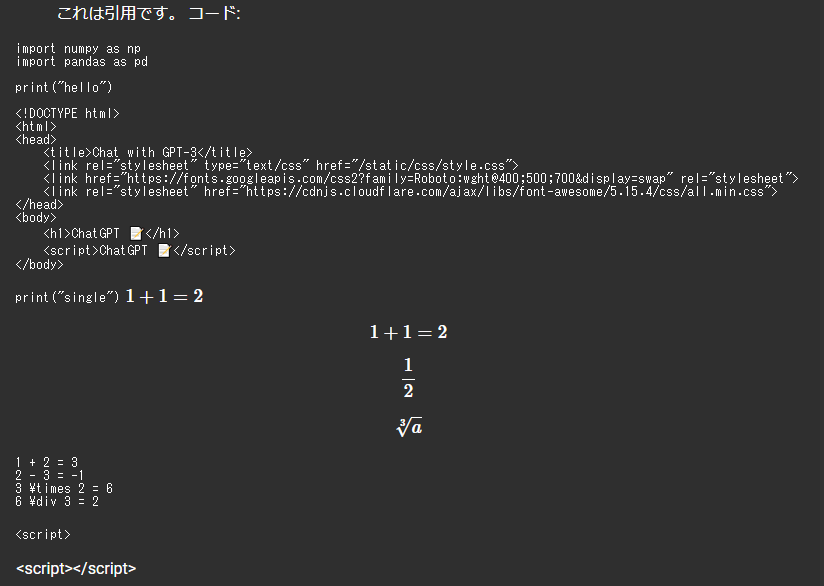 これは引用です。 コード:
import numpy as np
import pandas as pd
print("hello")
<!DOCTYPE html>
<html>
<head>
    <title>Chat with GPT-3</title>
    <link rel="stylesheet" type="text/css" href="/static/css/style.css">
    <link href="https://fonts.googleapis.com/css2?family=Roboto:wght@400;500;700&display=swap" rel="stylesheet">
    <link rel="stylesheet" href="https://cdnjs.cloudflare.com/ajax/libs/font-awesome/5.15.4/css/all.min.css">
</head>
<body>
    <h1>ChatGPT 📝</h1>
    <script>ChatGPT 📝</script>
</body>
print("single") 1 + 1 = 2
1 + 1 = 2
1
2
∛a
1 + 2 = 3
2 - 3 = -1
3 ¥times 2 = 6
6 ¥div 3 = 2
<script>
<script></script>